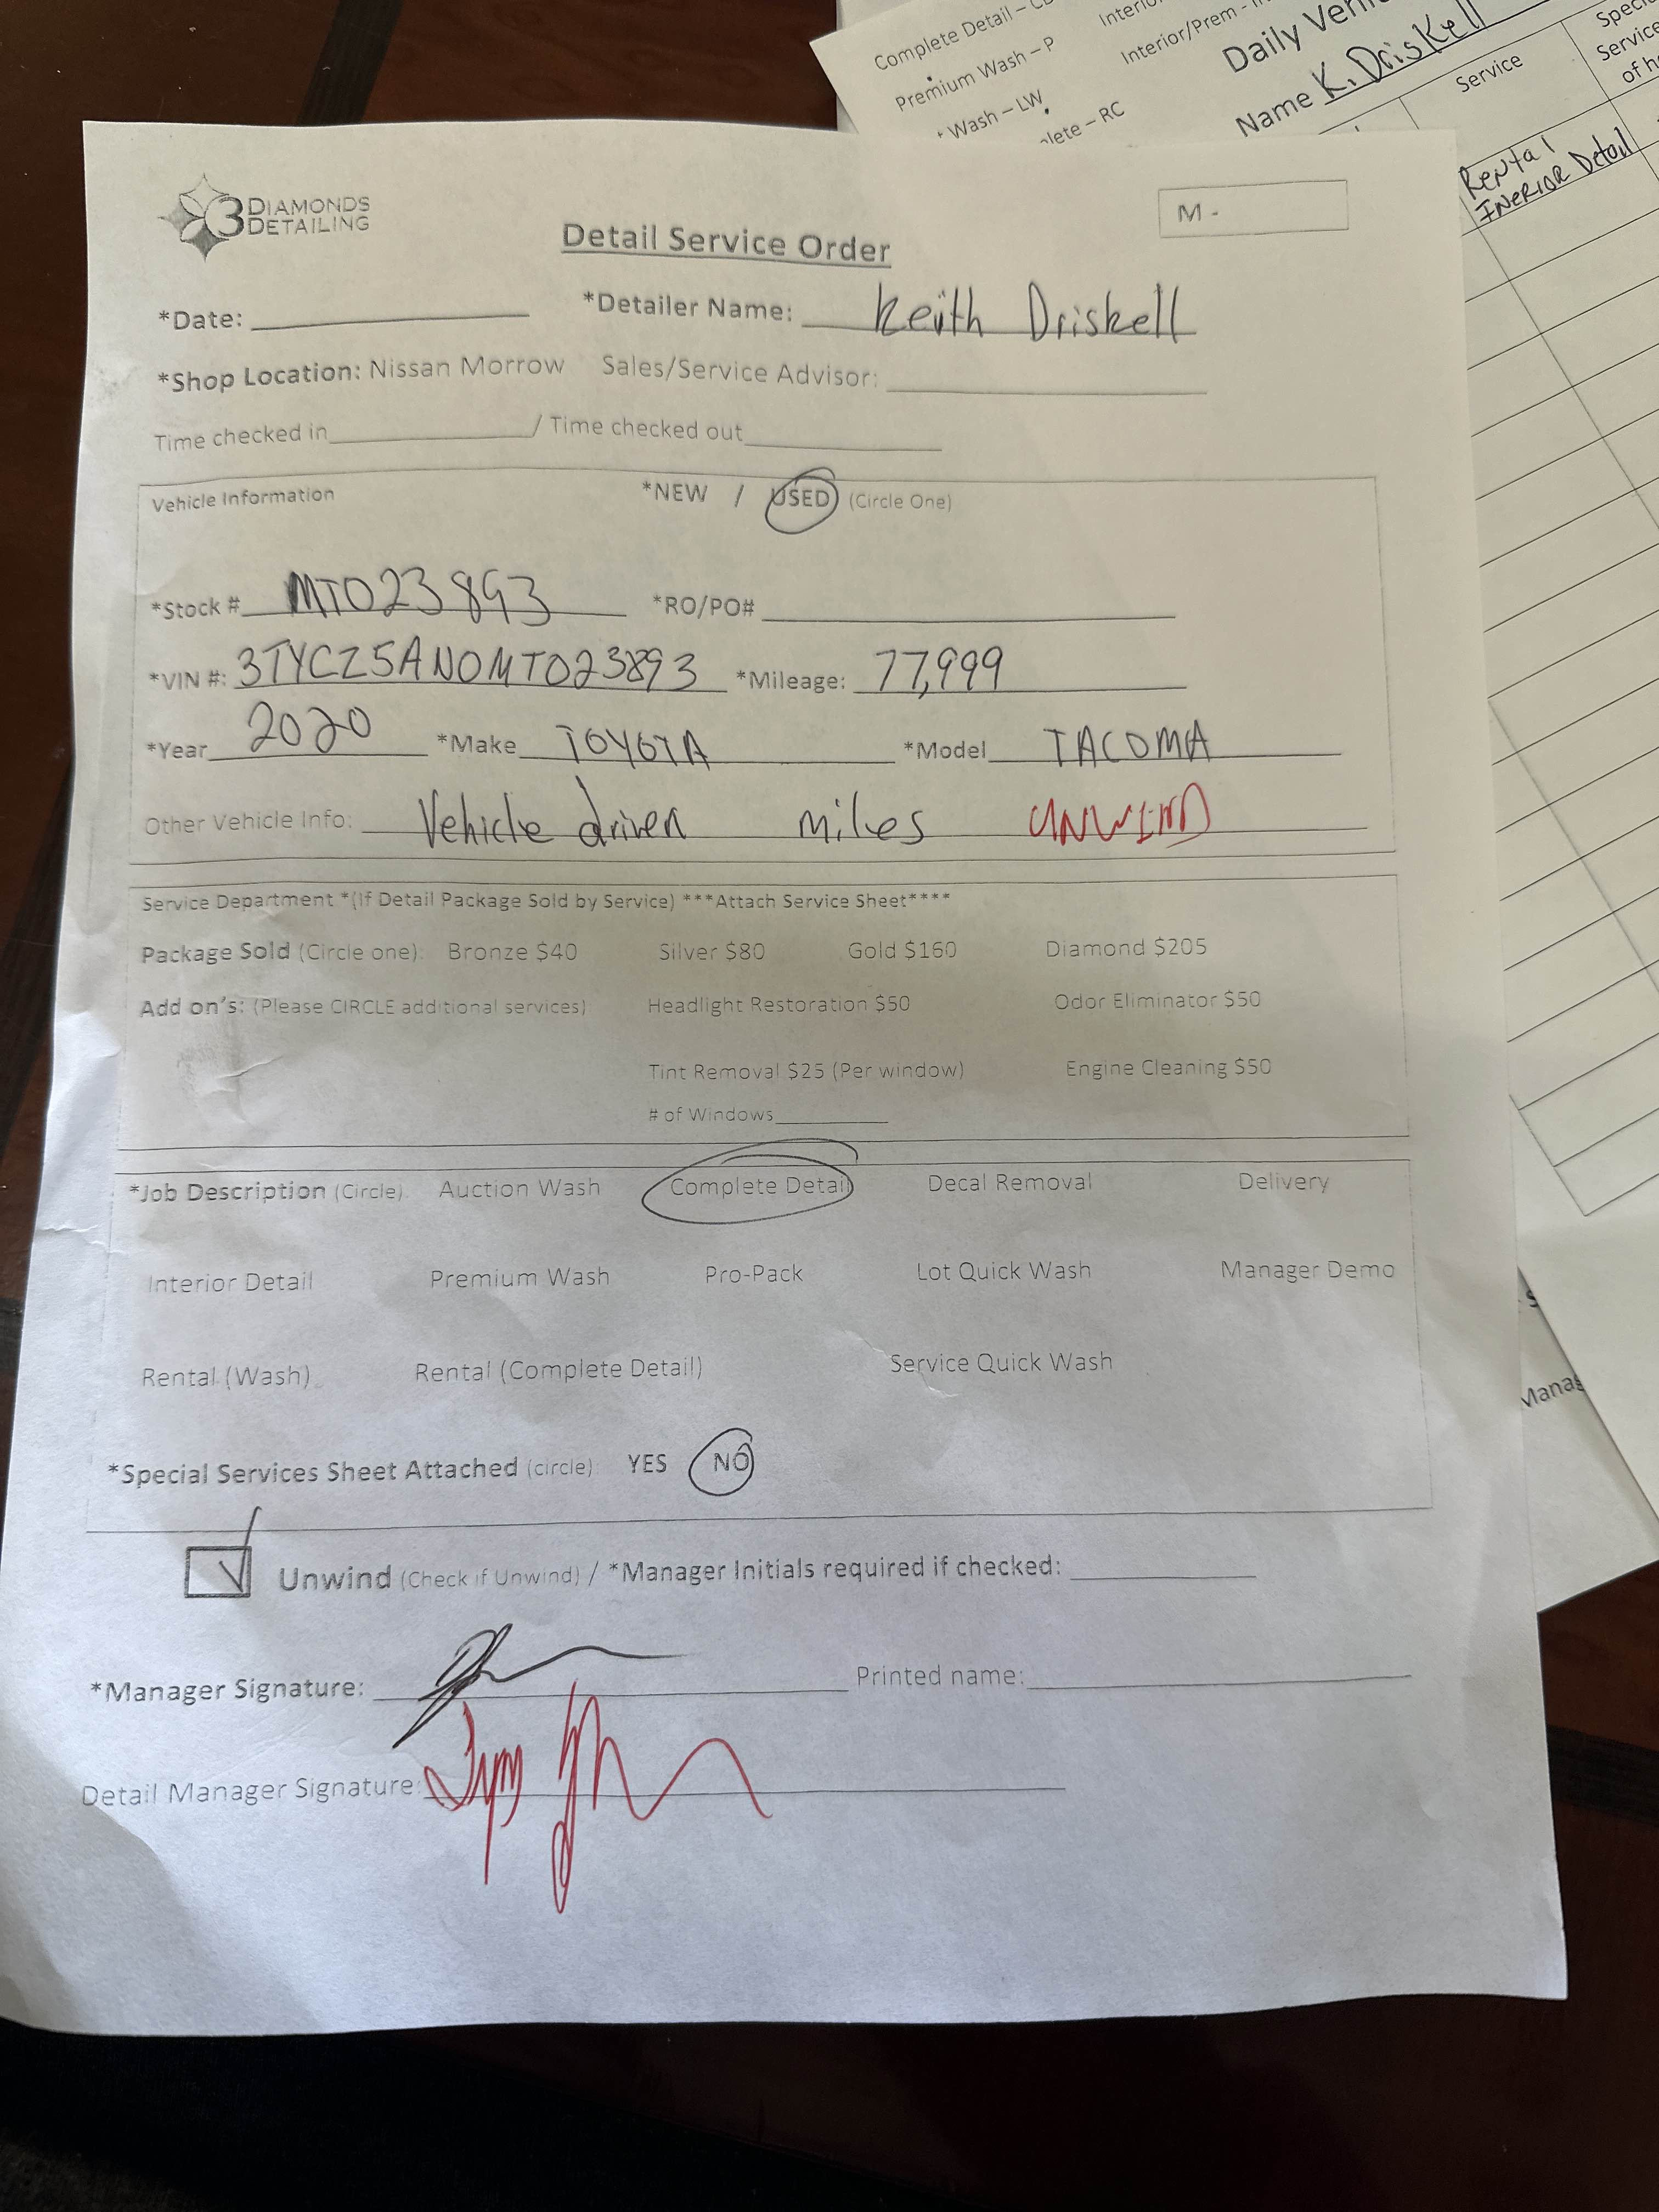 Complete Detail – C
Premium Wash – P
Wash – LW
lete – RC
Interior/Prem -
Daily Vehi
Name K. Driskell
Service
Speci
Service
of h
Rental
INERIOR Detail
3 DIAMONDS
DETAILING
Detail Service Order
M -
*Date: *Detailer Name: Keith Driskell
*Shop Location: Nissan Morrow Sales/Service Advisor:
Time checked in / Time checked out
Vehicle Information *NEW / USED (Circle One)
*Stock # MT023893 *RO/PO#
*VIN #: 3TYCZ5AN0MT023893 *Mileage: 77,999
*Year 2020 *Make TOYOTA *Model TACOMA
Other Vehicle Info: Vehicle driven miles UNWIND
Service Department *(If Detail Package Sold by Service) ***Attach Service Sheet****
Package Sold (Circle one): Bronze $40 Silver $80 Gold $160 Diamond $205
Add on's: (Please CIRCLE additional services) Headlight Restoration $50 Odor Eliminator $50
Tint Removal $25 (Per window) Engine Cleaning $50
# of Windows
*Job Description (Circle) Auction Wash Complete Detail Decal Removal Delivery
Interior Detail Premium Wash Pro-Pack Lot Quick Wash Manager Demo
Rental (Wash) Rental (Complete Detail) Service Quick Wash
*Special Services Sheet Attached (circle) YES NO
Unwind (Check if Unwind) / *Manager Initials required if checked:
*Manager Signature: Printed name:
Detail Manager Signature:
Manag